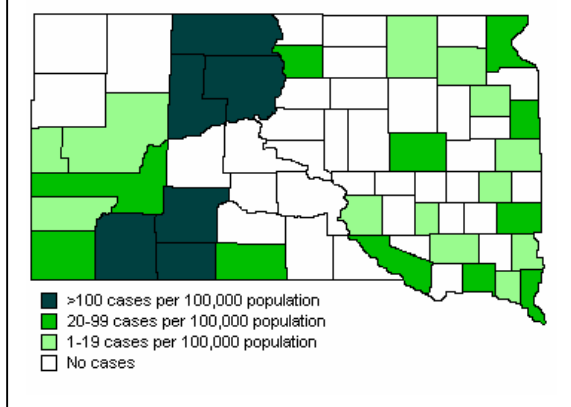 >100 cases per 100,000 population
20-99 cases per 100,000 population
1-19 cases per 100,000 population
No cases